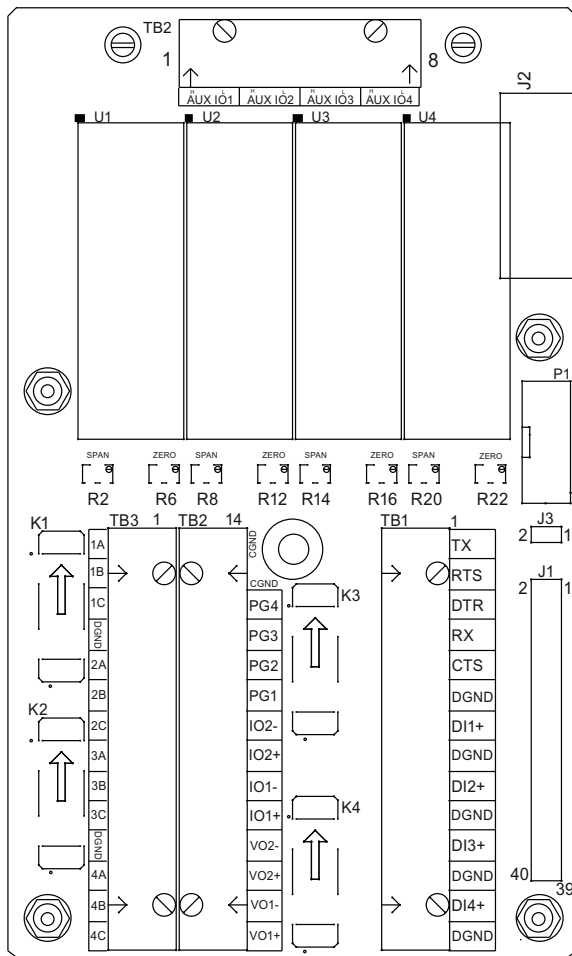 TB2
1
8
J2
H L H L H L H L
AUX IO1 AUX IO2 AUX IO3 AUX IO4
U1 U2 U3 U4
P1
SPAN ZERO SPAN ZERO SPAN ZERO SPAN ZERO
R2 R6 R8 R12 R14 R16 R20 R22
K1
TB3 1
TB2 14
TB1 1
J3
2 1
1A
1B
1C
DGND
2A
2B
2C
3A
3B
3C
DGND
4A
4B
4C
K2
CGND
CGND
PG4
PG3
PG2
PG1
IO2-
IO2+
IO1-
IO1+
VO2-
VO2+
VO1-
VO1+
K3
K4
TX
RTS
DTR
RX
CTS
DGND
DI1+
DGND
DI2+
DGND
DI3+
DGND
DI4+
DGND
J1
2 1
40
39